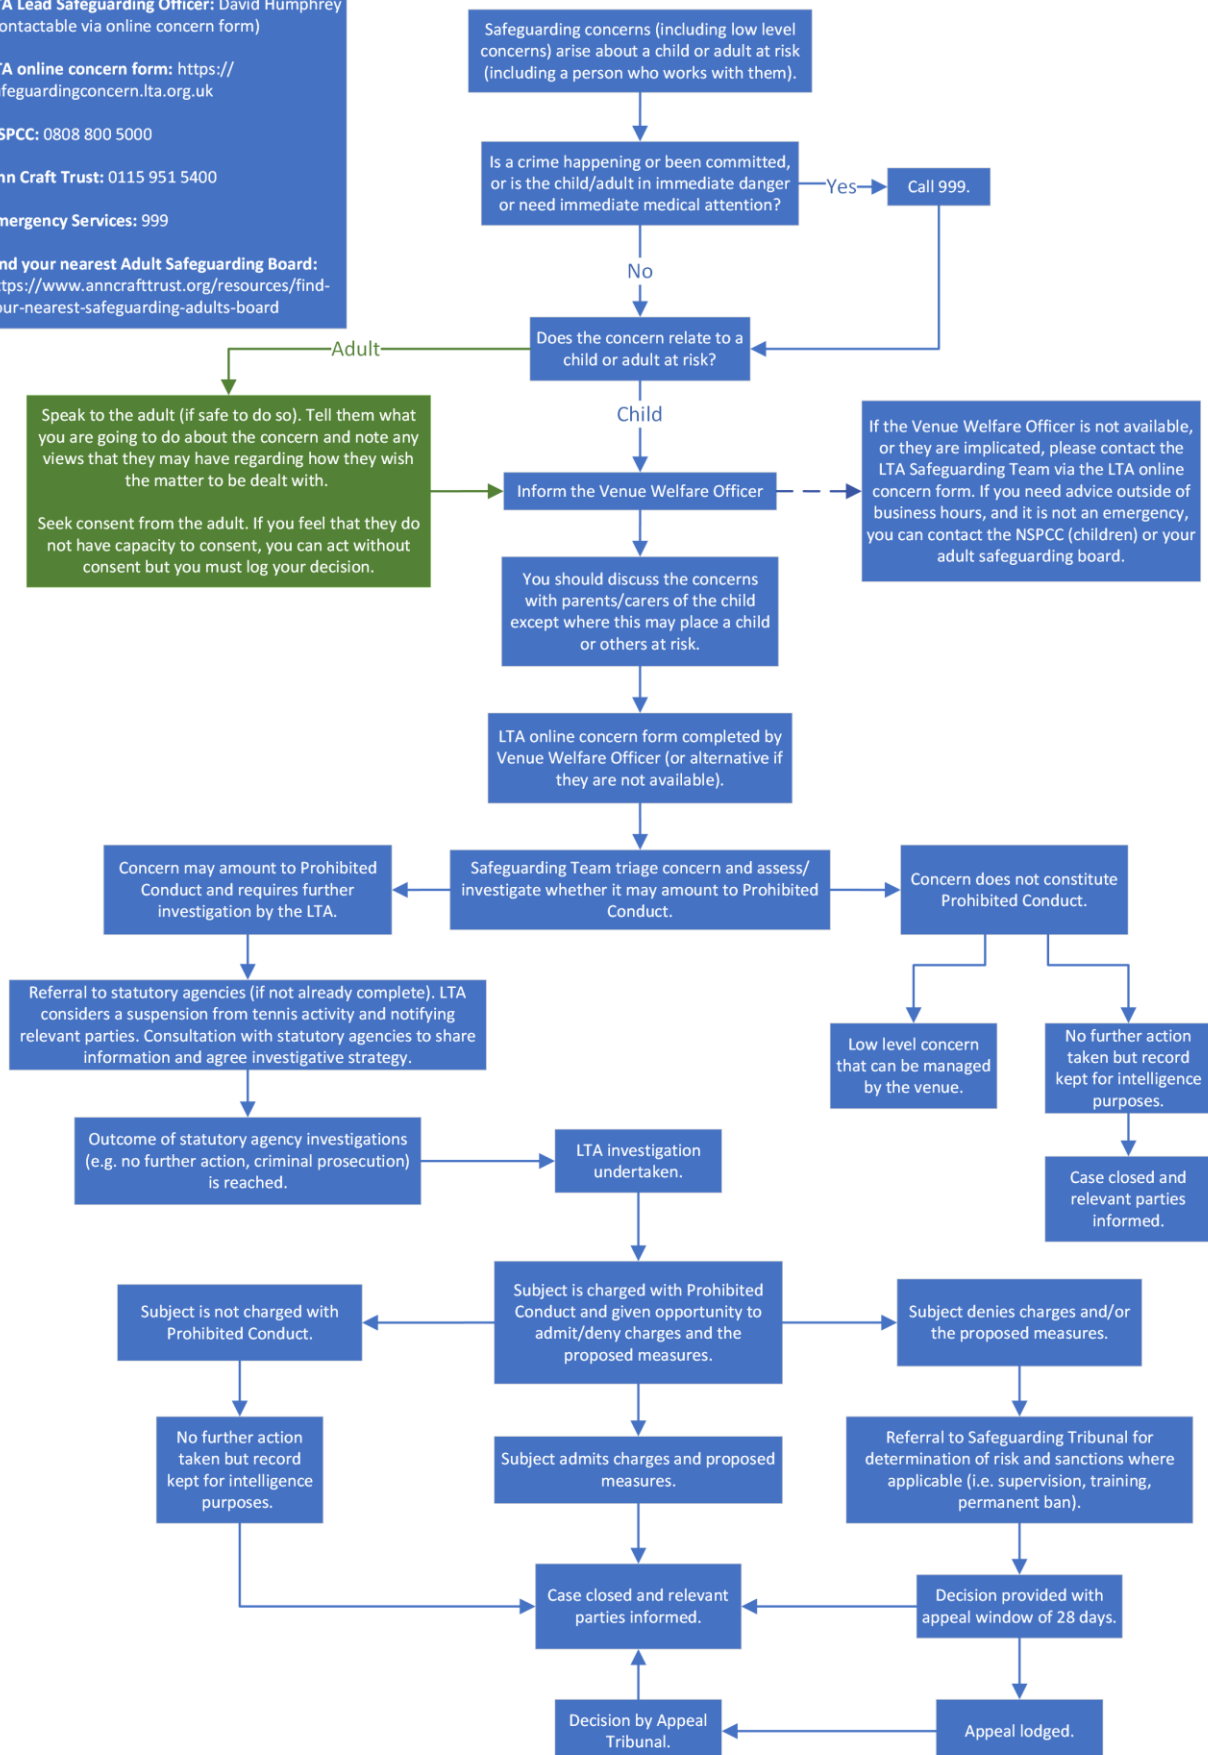 TA Lead Safeguarding Officer: David Humphrey
ontactable via online concern form)
TA online concern form: https://
afeguardingconcern.lta.org.uk
SPCC: 0808 800 5000
nn Craft Trust: 0115 951 5400
mergency Services: 999
nd your nearest Adult Safeguarding Board:
ttps://www.anncrafttrust.org/resources/find-
our-nearest-safeguarding-adults-board
Safeguarding concerns (including low level
concerns) arise about a child or adult at risk
(including a person who works with them).
Is a crime happening or been committed,
or is the child/adult in immediate danger
or need immediate medical attention?
Yes
Call 999.
No
Does the concern relate to a
child or adult at risk?
Adult
Child
Speak to the adult (if safe to do so). Tell them what
you are going to do about the concern and note any
views that they may have regarding how they wish
the matter to be dealt with.
Seek consent from the adult. If you feel that they do
not have capacity to consent, you can act without
consent but you must log your decision.
Inform the Venue Welfare Officer
If the Venue Welfare Officer is not available,
or they are implicated, please contact the
LTA Safeguarding Team via the LTA online
concern form. If you need advice outside of
business hours, and it is not an emergency,
you can contact the NSPCC (children) or your
adult safeguarding board.
You should discuss the concerns
with parents/carers of the child
except where this may place a child
or others at risk.
LTA online concern form completed by
Venue Welfare Officer (or alternative if
they are not available).
Safeguarding Team triage concern and assess/
investigate whether it may amount to Prohibited
Conduct.
Concern may amount to Prohibited
Conduct and requires further
investigation by the LTA.
Concern does not constitute
Prohibited Conduct.
Referral to statutory agencies (if not already complete). LTA
considers a suspension from tennis activity and notifying
relevant parties. Consultation with statutory agencies to share
information and agree investigative strategy.
Low level concern
that can be managed
by the venue.
No further action
taken but record
kept for intelligence
purposes.
Outcome of statutory agency investigations
(e.g. no further action, criminal prosecution)
is reached.
LTA investigation
undertaken.
Case closed and
relevant parties
informed.
Subject is not charged with
Prohibited Conduct.
Subject is charged with Prohibited
Conduct and given opportunity to
admit/deny charges and the
proposed measures.
Subject denies charges and/or
the proposed measures.
No further action
taken but record
kept for intelligence
purposes.
Subject admits charges and proposed
measures.
Referral to Safeguarding Tribunal for
determination of risk and sanctions where
applicable (i.e. supervision, training,
permanent ban).
Case closed and relevant
parties informed.
Decision provided with
appeal window of 28 days.
Decision by Appeal
Tribunal.
Appeal lodged.